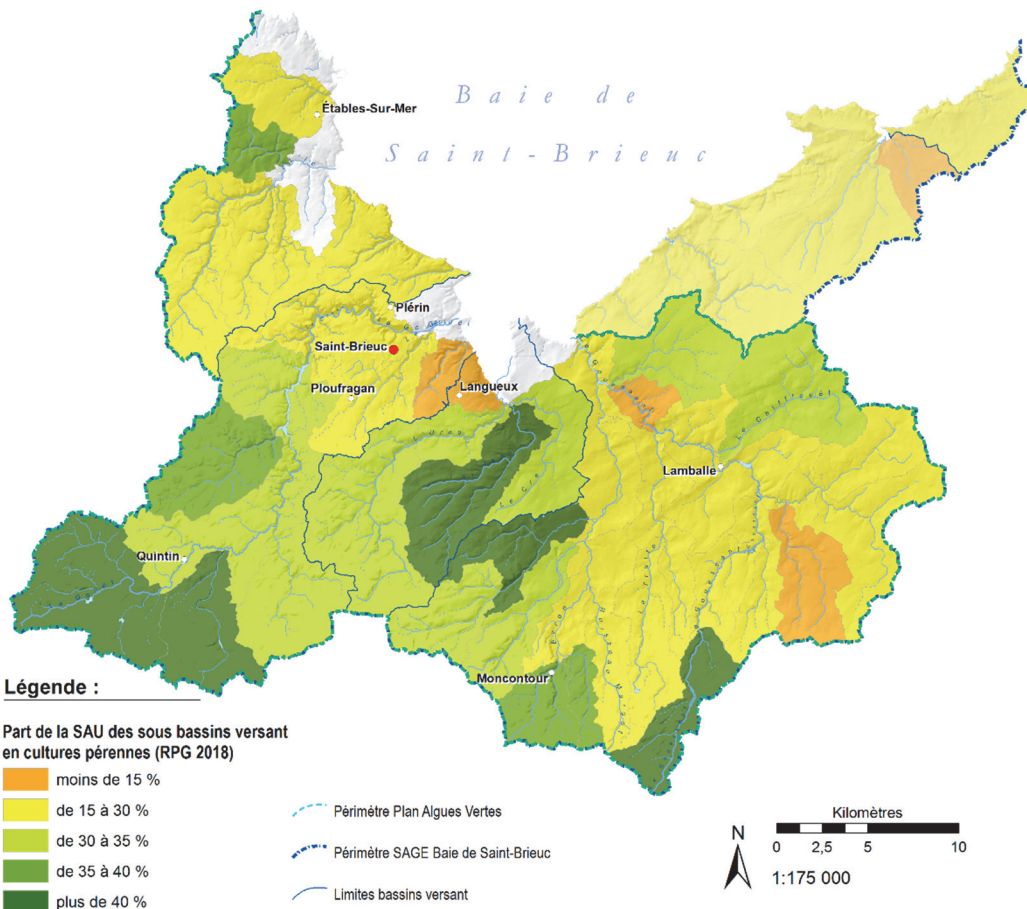 Baie de
Saint-Brieuc
Étables-Sur-Mer
Plérin
Saint-Brieuc
Ploufragan
Langueux
Lamballe
Quintin
Moncontour
Légende :
Part de la SAU des sous bassins versant
en cultures pérennes (RPG 2018)
moins de 15 %
de 15 à 30 %
de 30 à 35 %
de 35 à 40 %
plus de 40 %
Périmètre Plan Algues Vertes
Périmètre SAGE Baie de Saint-Brieuc
Limites bassins versant
N
Kilomètres
0 2,5 5 10
1:175 000